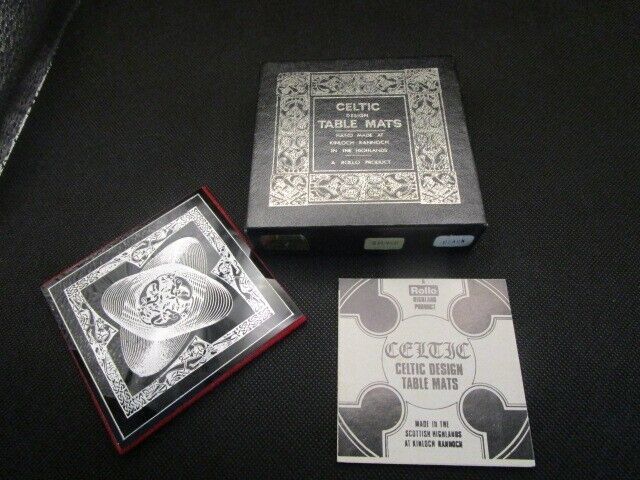 CELTIC
DESIGN
TABLE MATS
HAND MADE AT
KINLOCH RANNOCH
IN THE HIGHLANDS
A ROLLO PRODUCT
BLACK
A
Rollo
HIGHLAND
PRODUCT
CELTIC
CELTIC DESIGN
TABLE MATS
MADE IN THE
SCOTTISH HIGHLANDS
AT KINLOCH RANNOCH